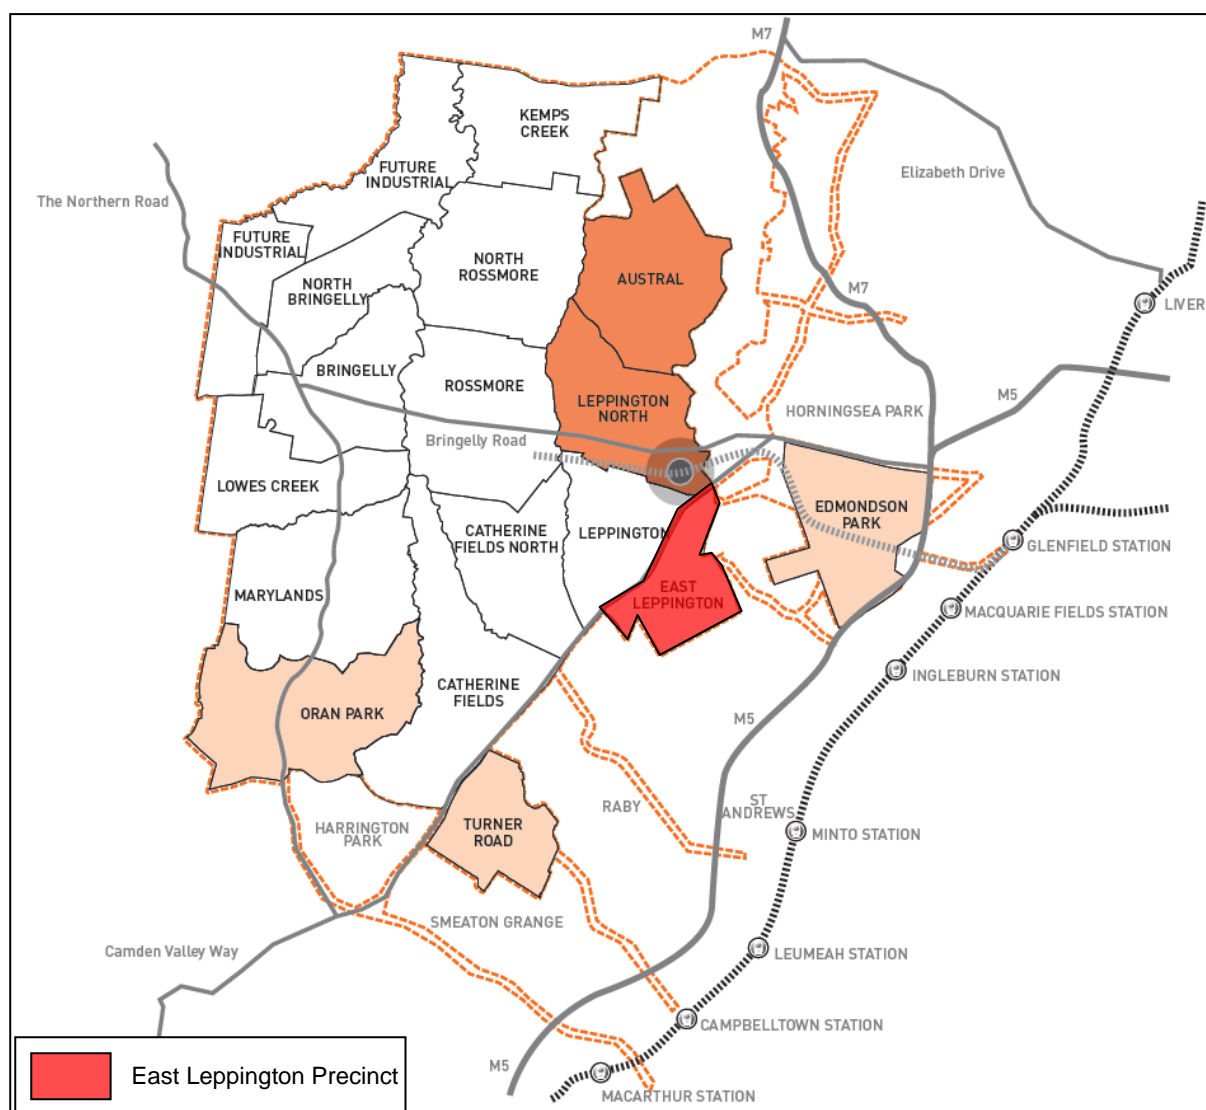 M7
KEMPS
CREEK
FUTURE
INDUSTRIAL
Elizabeth Drive
The Northern Road
FUTURE
INDUSTRIAL
NORTH
ROSSMORE
AUSTRAL
NORTH
BRINGELLY
M7
LIVER
BRINGELLY
ROSSMORE
LEPPINGTON
NORTH
HORNINGSEA PARK
M5
Bringelly Road
LOWES CREEK
EDMONDSON
PARK
CATHERINE
FIELDS NORTH
LEPPINGTON
GLENFIELD STATION
MARYLANDS
EAST
LEPPINGTON
MACQUARIE FIELDS STATION
INGLEBURN STATION
CATHERINE
FIELDS
ORAN PARK
M5
RABY
ST
ANDREWS
HARRINGTON
PARK
TURNER
ROAD
MINTO STATION
SMEATON GRANGE
Camden Valley Way
LEUMEAH STATION
CAMPBELLTOWN STATION
M5
MACARTHUR STATION
East Leppington Precinct